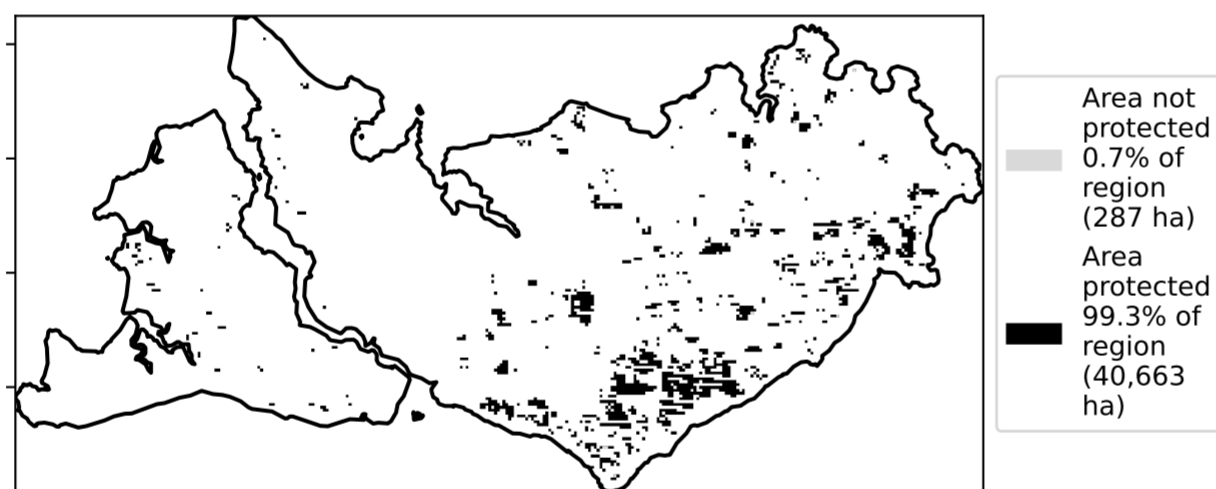 Area not
protected
0.7% of
region
(287 ha)
Area
protected
99.3% of
region
(40,663
ha)